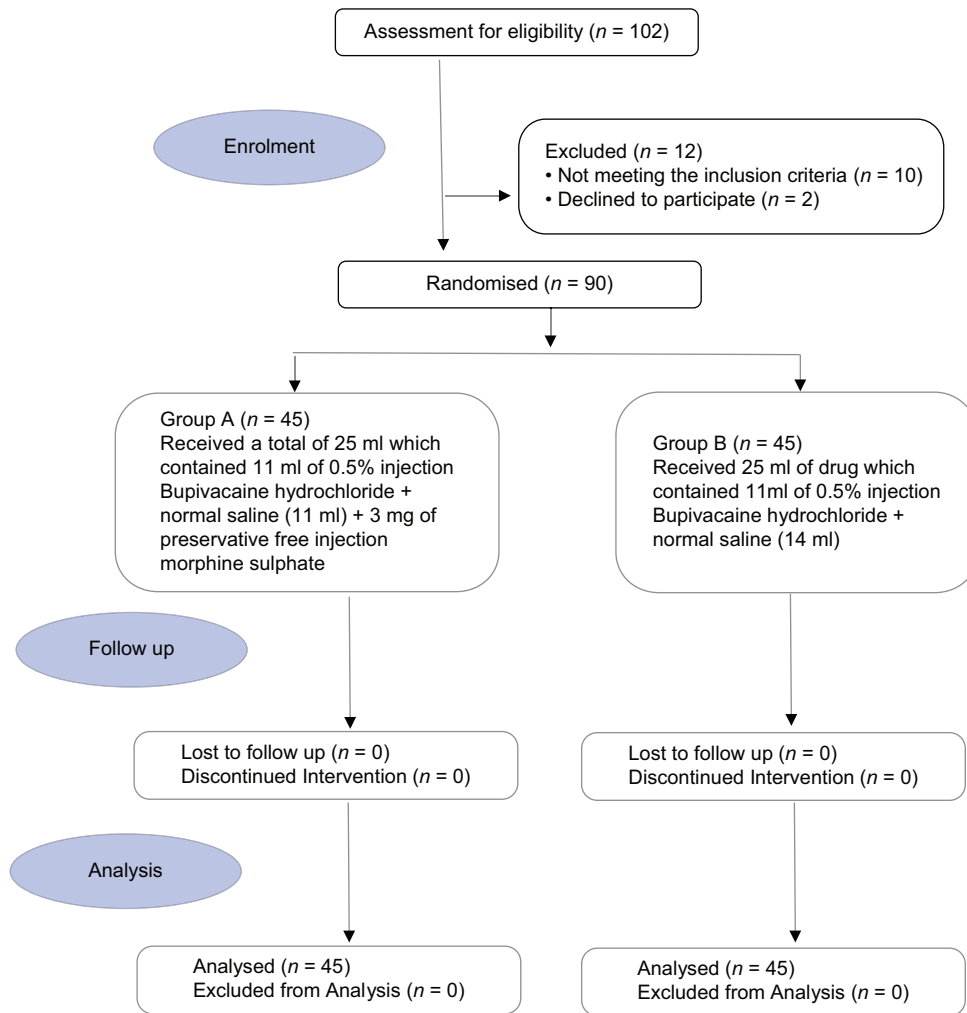 Assessment for eligibility (n = 102)
Enrolment
Excluded (n = 12)
• Not meeting the inclusion criteria (n = 10)
• Declined to participate (n = 2)
Randomised (n = 90)
Group A (n = 45)
Received a total of 25 ml which
contained 11 ml of 0.5% injection
Bupivacaine hydrochloride +
normal saline (11 ml) + 3 mg of
preservative free injection
morphine sulphate
Group B (n = 45)
Received 25 ml of drug which
contained 11ml of 0.5% injection
Bupivacaine hydrochloride +
normal saline (14 ml)
Follow up
Lost to follow up (n = 0)
Discontinued Intervention (n = 0)
Lost to follow up (n = 0)
Discontinued Intervention (n = 0)
Analysis
Analysed (n = 45)
Excluded from Analysis (n = 0)
Analysed (n = 45)
Excluded from Analysis (n = 0)